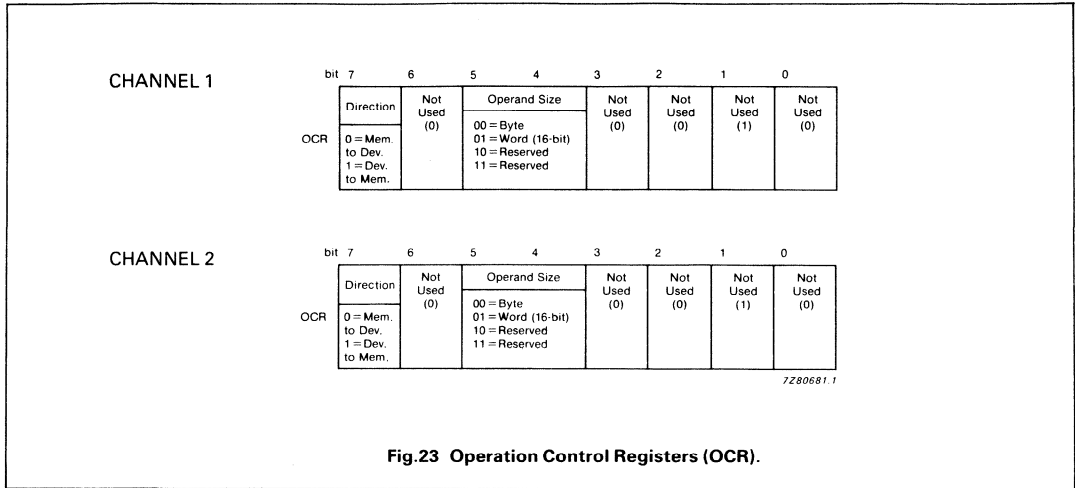 CHANNEL 1
bit 7 6 5 4 3 2 1 0
OCR
Direction
0 = Mem.
to Dev.
1 = Dev.
to Mem.
Not
Used
(0)
Operand Size
00 = Byte
01 = Word (16-bit)
10 = Reserved
11 = Reserved
Not
Used
(0)
Not
Used
(0)
Not
Used
(1)
Not
Used
(0)
CHANNEL 2
bit 7 6 5 4 3 2 1 0
OCR
Direction
0 = Mem.
to Dev.
1 = Dev.
to Mem.
Not
Used
(0)
Operand Size
00 = Byte
01 = Word (16-bit)
10 = Reserved
11 = Reserved
Not
Used
(0)
Not
Used
(0)
Not
Used
(1)
Not
Used
(0)
7Z80681.1
Fig.23 Operation Control Registers (OCR).